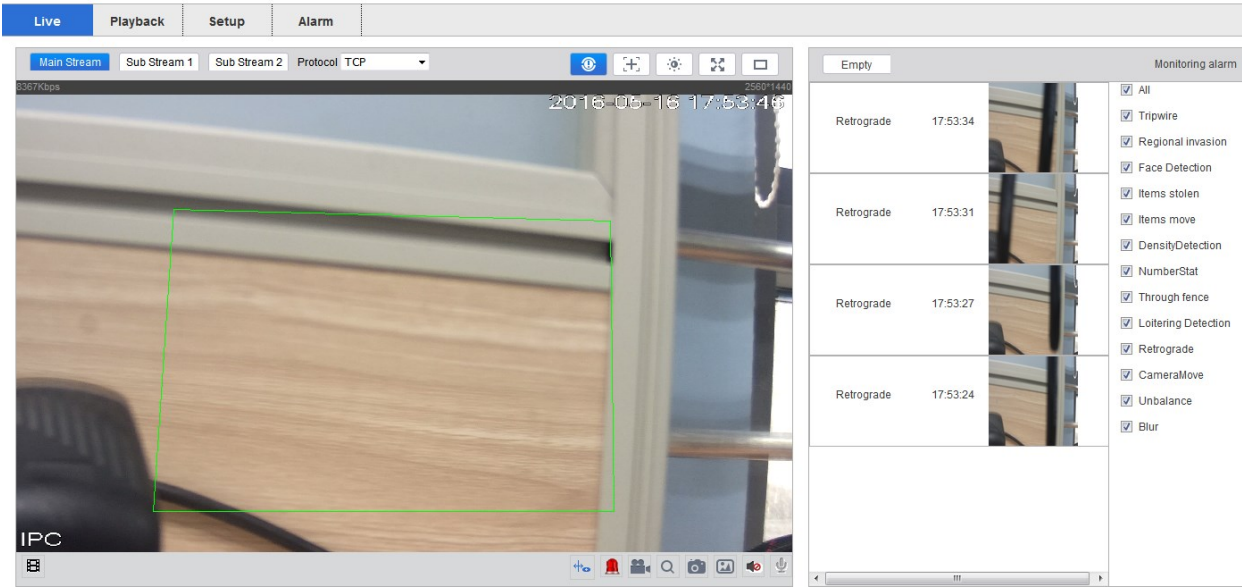 Live Playback Setup Alarm
Main Stream Sub Stream 1 Sub Stream 2 Protocol TCP
8367Kbps 2560*1440
2016-05-16 17:53:46
IPC
Empty Monitoring alarm
Retrograde 17:53:34
Retrograde 17:53:31
Retrograde 17:53:27
Retrograde 17:53:24
All
Tripwire
Regional invasion
Face Detection
Items stolen
Items move
DensityDetection
NumberStat
Through fence
Loitering Detection
Retrograde
CameraMove
Unbalance
Blur